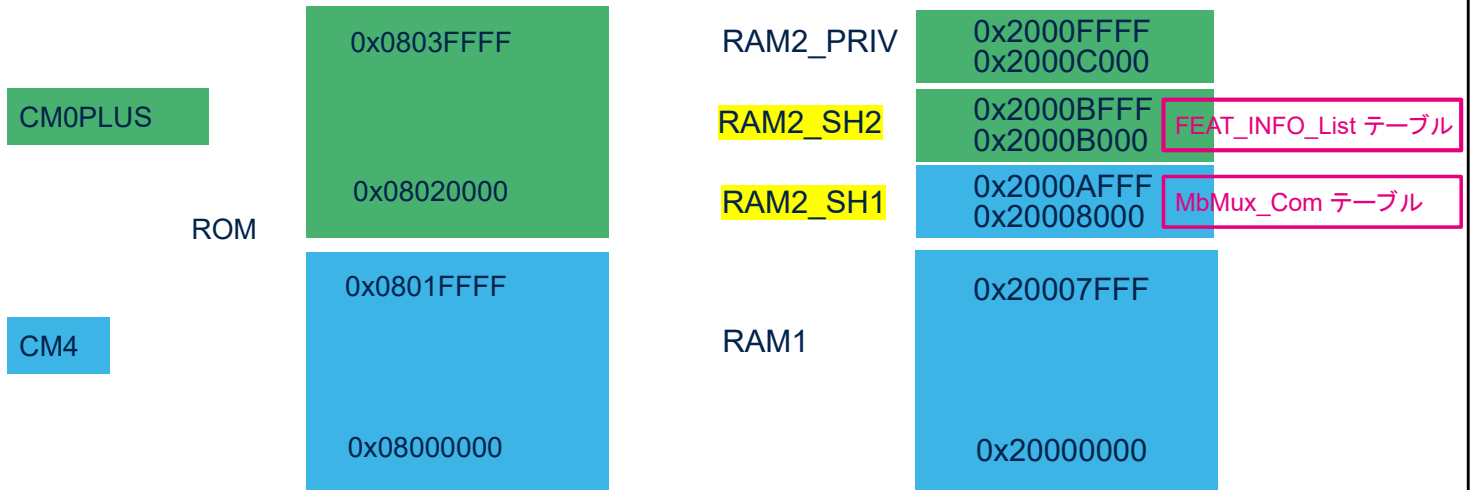 CM0PLUS
CM4
ROM
0x0803FFFF
0x08020000
0x0801FFFF
0x08000000
RAM2_PRIV
0x2000FFFF
0x2000C000
RAM2_SH2
0x2000BFFF
0x2000B000
FEAT_INFO_List テーブル
RAM2_SH1
0x2000AFFF
0x20008000
MbMux_Com テーブル
RAM1
0x20007FFF
0x20000000